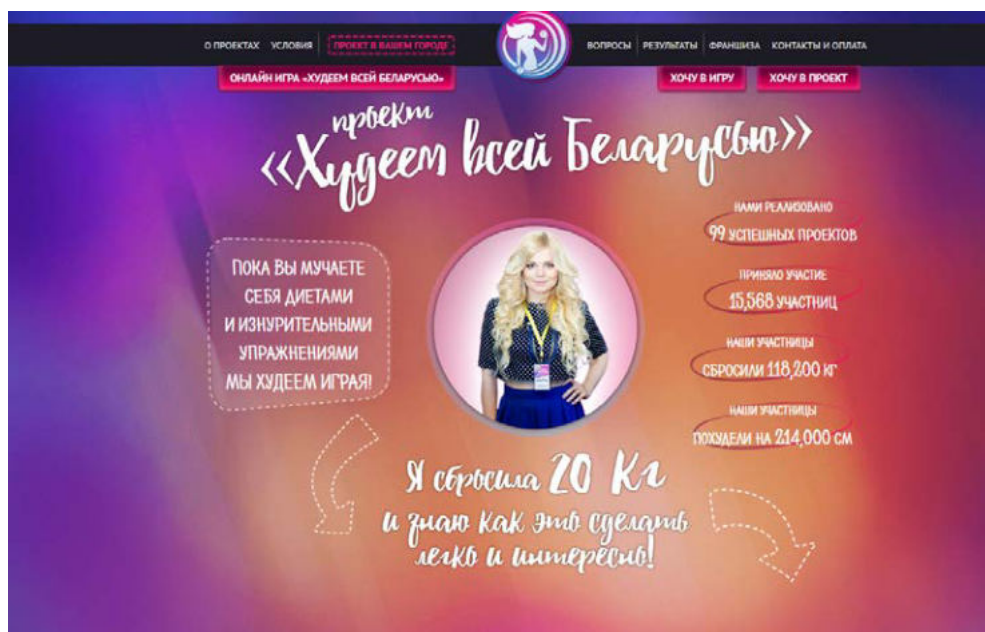 О ПРОЕКТАХ УСЛОВИЯ ПРОЕКТ В ВАШЕМ ГОРОДЕ ВОПРОСЫ РЕЗУЛЬТАТЫ ФРАНШИЗА КОНТАКТЫ И ОПЛАТА
ОНЛАЙН ИГРА «ХУДЕЕМ ВСЕЙ БЕЛАРУСЬЮ» ХОЧУ В ИГРУ ХОЧУ В ПРОЕКТ
проект
«Худеем всей Беларусью»
ПОКА ВЫ МУЧАЕТЕ
СЕБЯ ДИЕТАМИ
И ИЗНУРИТЕЛЬНЫМИ
УПРАЖНЕНИЯМИ
МЫ ХУДЕЕМ ИГРАЯ!
НАМИ РЕАЛИЗОВАНО
99 УСПЕШНЫХ ПРОЕКТОВ
ПРИНЯЛО УЧАСТИЕ
15,568 УЧАСТНИЦ
НАШИ УЧАСТНИЦЫ
СБРОСИЛИ 118,200 КГ
НАШИ УЧАСТНИЦЫ
ПОХУДЕЛИ НА 214,000 СМ
Я сбросила 20 Кг
и знаю как это сделать
легко и интересно!